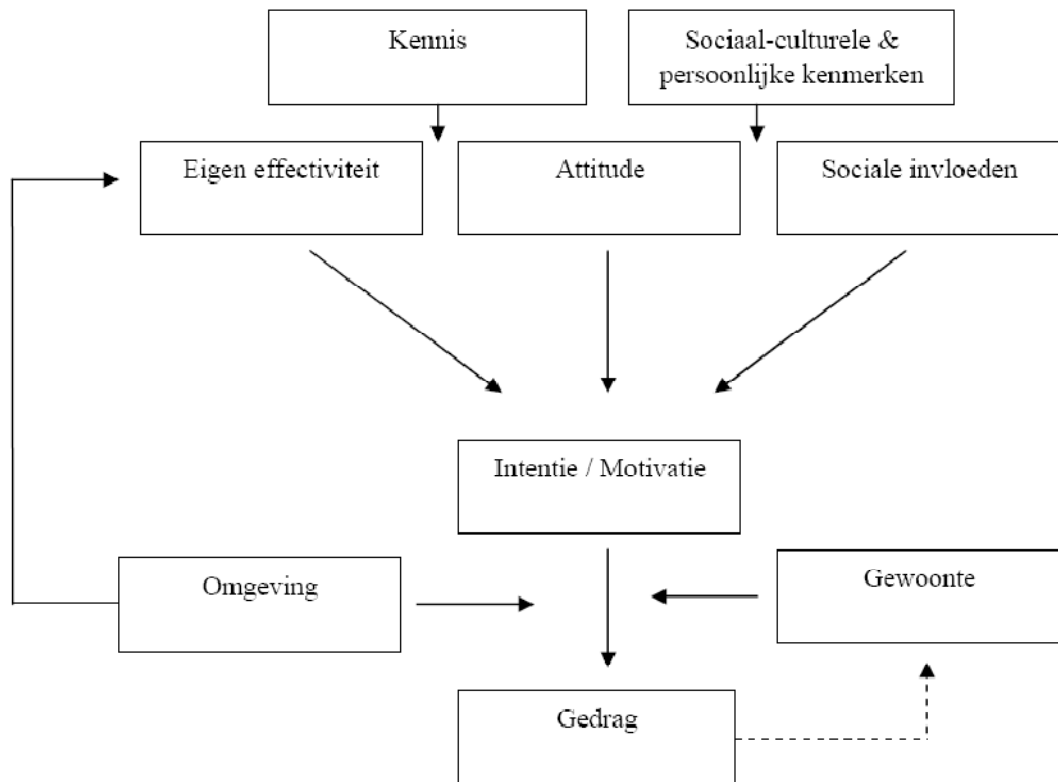 Kennis
Sociaal-culturele &
persoonlijke kenmerken
Eigen effectiviteit
Attitude
Sociale invloeden
Intentie / Motivatie
Omgeving
Gewoonte
Gedrag